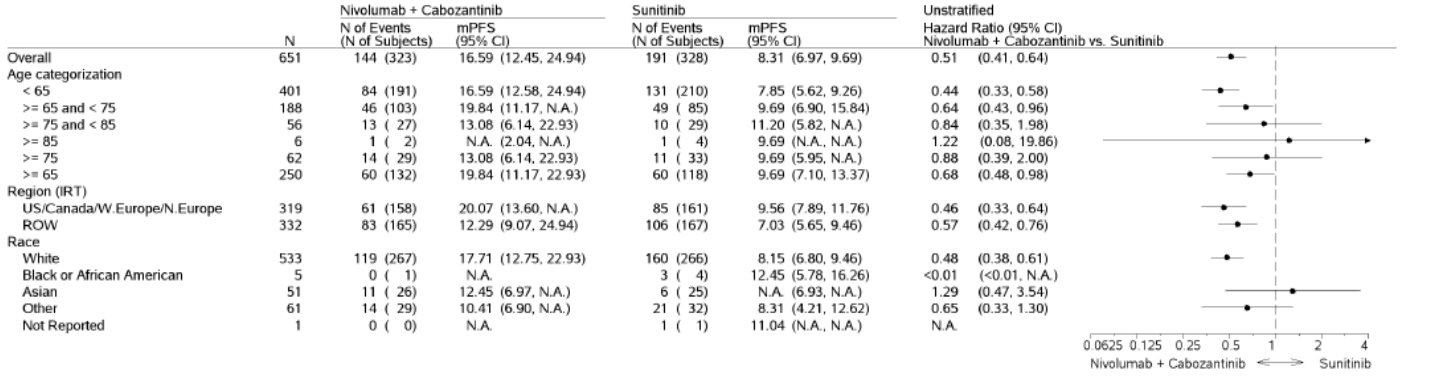 Nivolumab + Cabozantinib Sunitinib Unstratified
N of Events mPFS N of Events mPFS Hazard Ratio (95% CI)
N (N of Subjects) (95% CI) (N of Subjects) (95% CI) Nivolumab + Cabozantinib vs. Sunitinib
Overall 651 144 (323) 16.59 (12.45, 24.94) 191 (328) 8.31 (6.97, 9.69) 0.51 (0.41, 0.64)
Age categorization
< 65 401 84 (191) 16.59 (12.58, 24.94) 131 (210) 7.85 (5.62, 9.26) 0.44 (0.33, 0.58)
>= 65 and < 75 188 46 (103) 19.84 (11.17, N.A.) 49 ( 85) 9.69 (6.90, 15.84) 0.64 (0.43, 0.96)
>= 75 and < 85 56 13 ( 27) 13.08 (6.14, 22.93) 10 ( 29) 11.20 (5.82, N.A.) 0.84 (0.35, 1.98)
>= 85 6 1 ( 2) N.A. (2.04, N.A.) 1 ( 4) 9.69 (N.A., N.A.) 1.22 (0.08, 19.86)
>= 75 62 14 ( 29) 13.08 (6.14, 22.93) 11 ( 33) 9.69 (5.95, N.A.) 0.88 (0.39, 2.00)
>= 65 250 60 (132) 19.84 (11.17, 22.93) 60 (118) 9.69 (7.10, 13.37) 0.68 (0.48, 0.98)
Region (IRT)
US/Canada/W.Europe/N.Europe 319 61 (158) 20.07 (13.60, N.A.) 85 (161) 9.56 (7.89, 11.76) 0.46 (0.33, 0.64)
ROW 332 83 (165) 12.29 (9.07, 24.94) 106 (167) 7.03 (5.65, 9.46) 0.57 (0.42, 0.76)
Race
White 533 119 (267) 17.71 (12.75, 22.93) 160 (266) 8.15 (6.80, 9.46) 0.48 (0.38, 0.61)
Black or African American 5 0 ( 1) N.A. 3 ( 4) 12.45 (5.78, 16.26) <0.01 (<0.01, N.A.)
Asian 51 11 ( 26) 12.45 (6.97, N.A.) 6 ( 25) N.A. (6.93, N.A.) 1.29 (0.47, 3.54)
Other 61 14 ( 29) 10.41 (6.90, N.A.) 21 ( 32) 8.31 (4.21, 12.62) 0.65 (0.33, 1.30)
Not Reported 1 0 ( 0) N.A. 1 ( 1) 11.04 (N.A., N.A.) N.A.
0.0625 0.125 0.25 0.5 1 2 4
Nivolumab + Cabozantinib Sunitinib